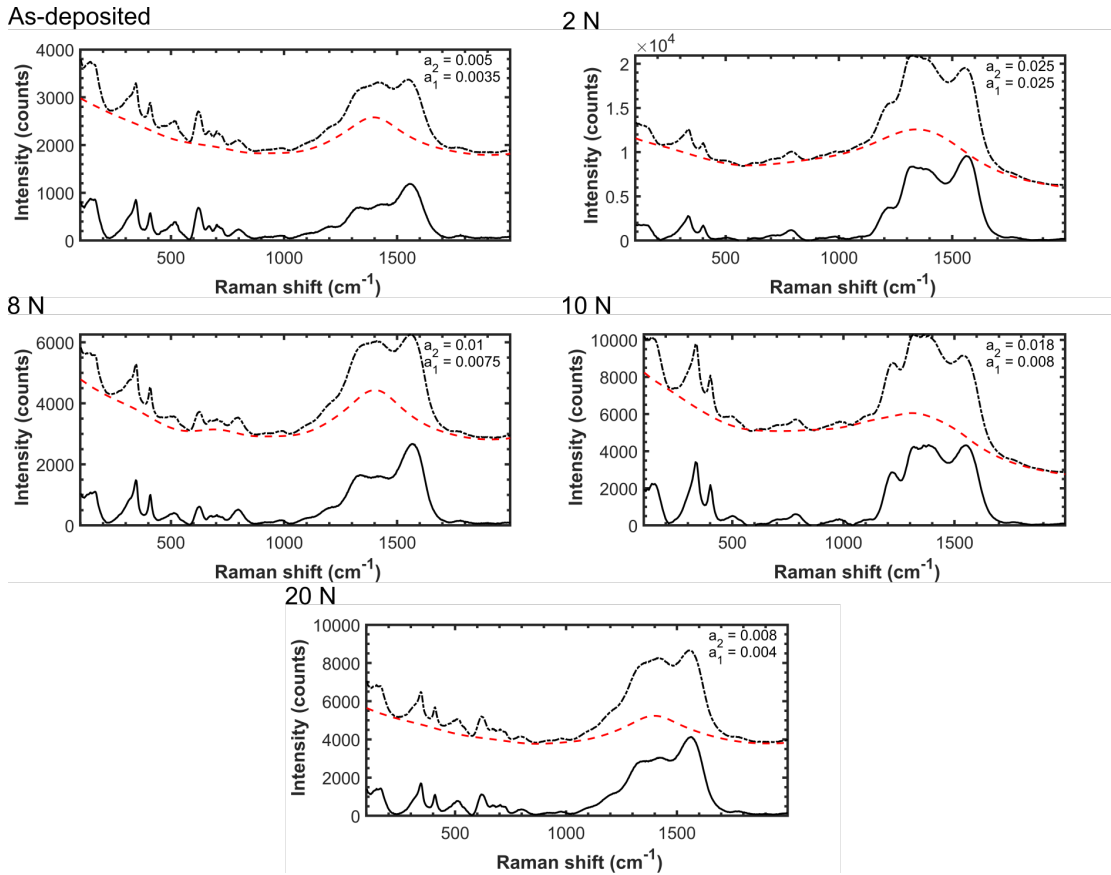 As-deposited
2 N
4000
3000
2000
1000
0
500
1000
1500
Intensity (counts)
Raman shift (cm⁻¹)
a₂ = 0.005
a₁ = 0.0035
×10⁴
2
1.5
1
0.5
0
500
1000
1500
Intensity (counts)
Raman shift (cm⁻¹)
a₂ = 0.025
a₁ = 0.025
8 N
10 N
6000
4000
2000
0
500
1000
1500
Intensity (counts)
Raman shift (cm⁻¹)
a₂ = 0.01
a₁ = 0.0075
10000
8000
6000
4000
2000
0
500
1000
1500
Intensity (counts)
Raman shift (cm⁻¹)
a₂ = 0.018
a₁ = 0.008
20 N
10000
8000
6000
4000
2000
0
500
1000
1500
Intensity (counts)
Raman shift (cm⁻¹)
a₂ = 0.008
a₁ = 0.004